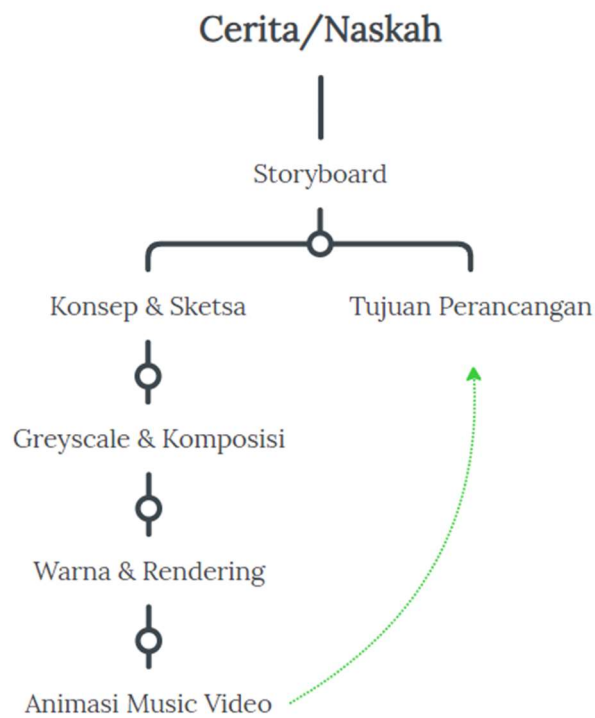 Cerita/Naskah
Storyboard
Konsep & Sketsa
Tujuan Perancangan
Greyscale & Komposisi
Warna & Rendering
Animasi Music Video